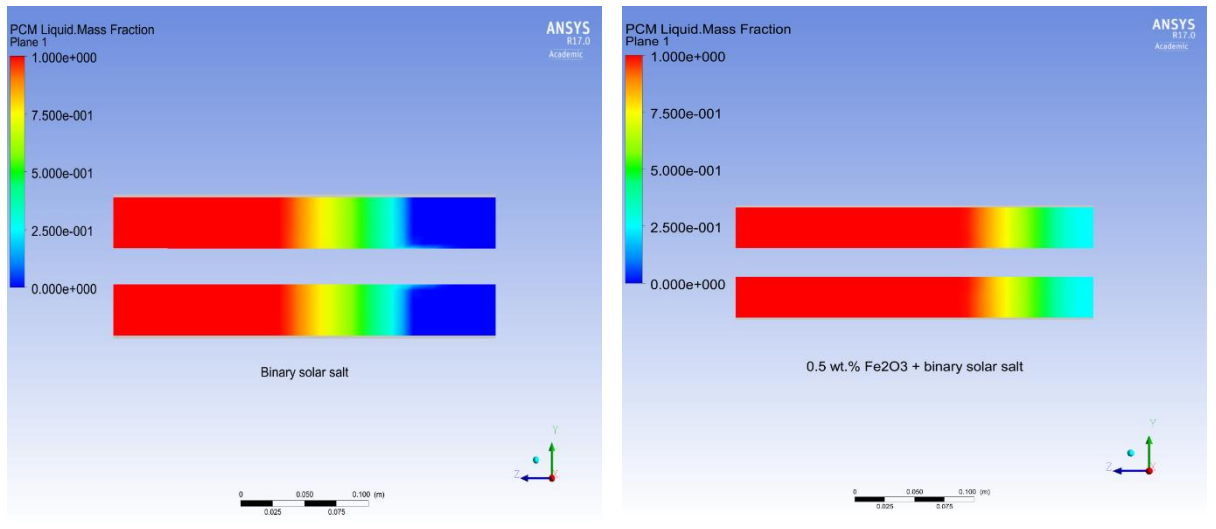 PCM Liquid.Mass Fraction
Plane 1
1.000e+000
7.500e-001
5.000e-001
2.500e-001
0.000e+000
ANSYS
R17.0
Academic
Binary solar salt
Y
Z
0 0.050 0.100 (m)
0.025 0.075
PCM Liquid.Mass Fraction
Plane 1
1.000e+000
7.500e-001
5.000e-001
2.500e-001
0.000e+000
ANSYS
R17.0
Academic
0.5 wt.% Fe2O3 + binary solar salt
Y
Z
0 0.050 0.100 (m)
0.025 0.075